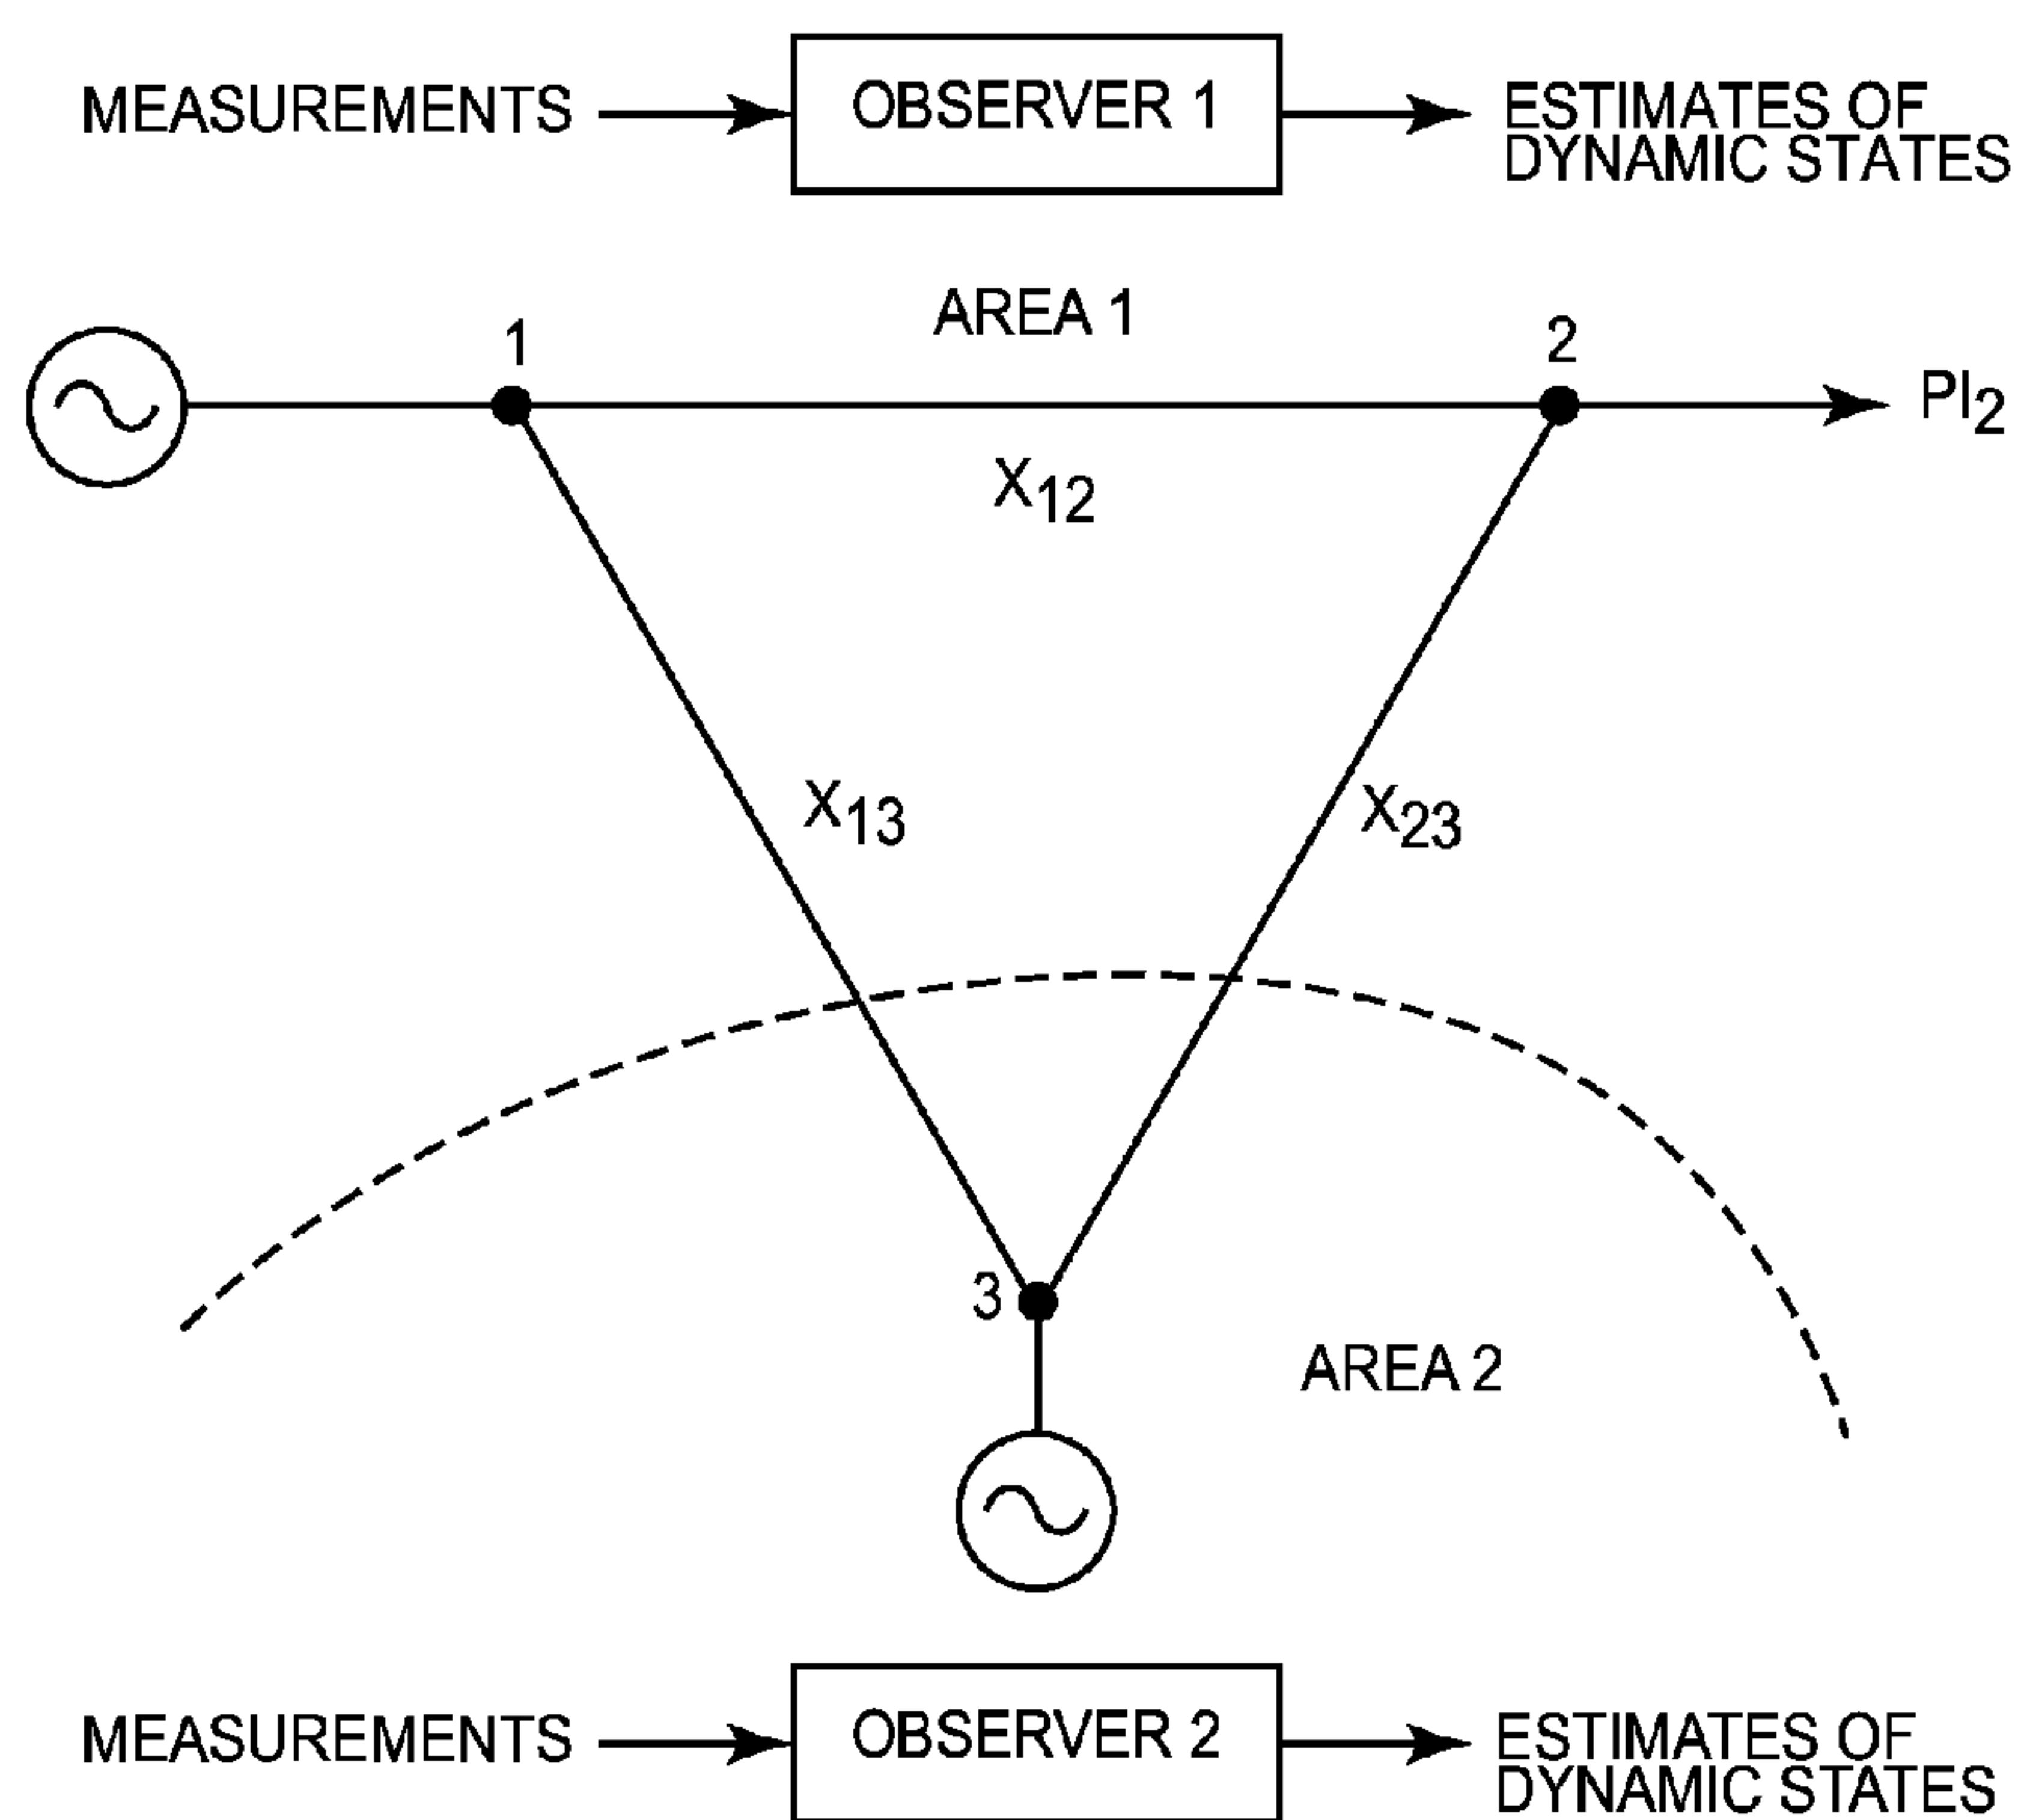 MEASUREMENTS
OBSERVER 1
ESTIMATES OF
DYNAMIC STATES
AREA 1
1
2
PI2
X12
X13
X23
3
AREA 2
MEASUREMENTS
OBSERVER 2
ESTIMATES OF
DYNAMIC STATES